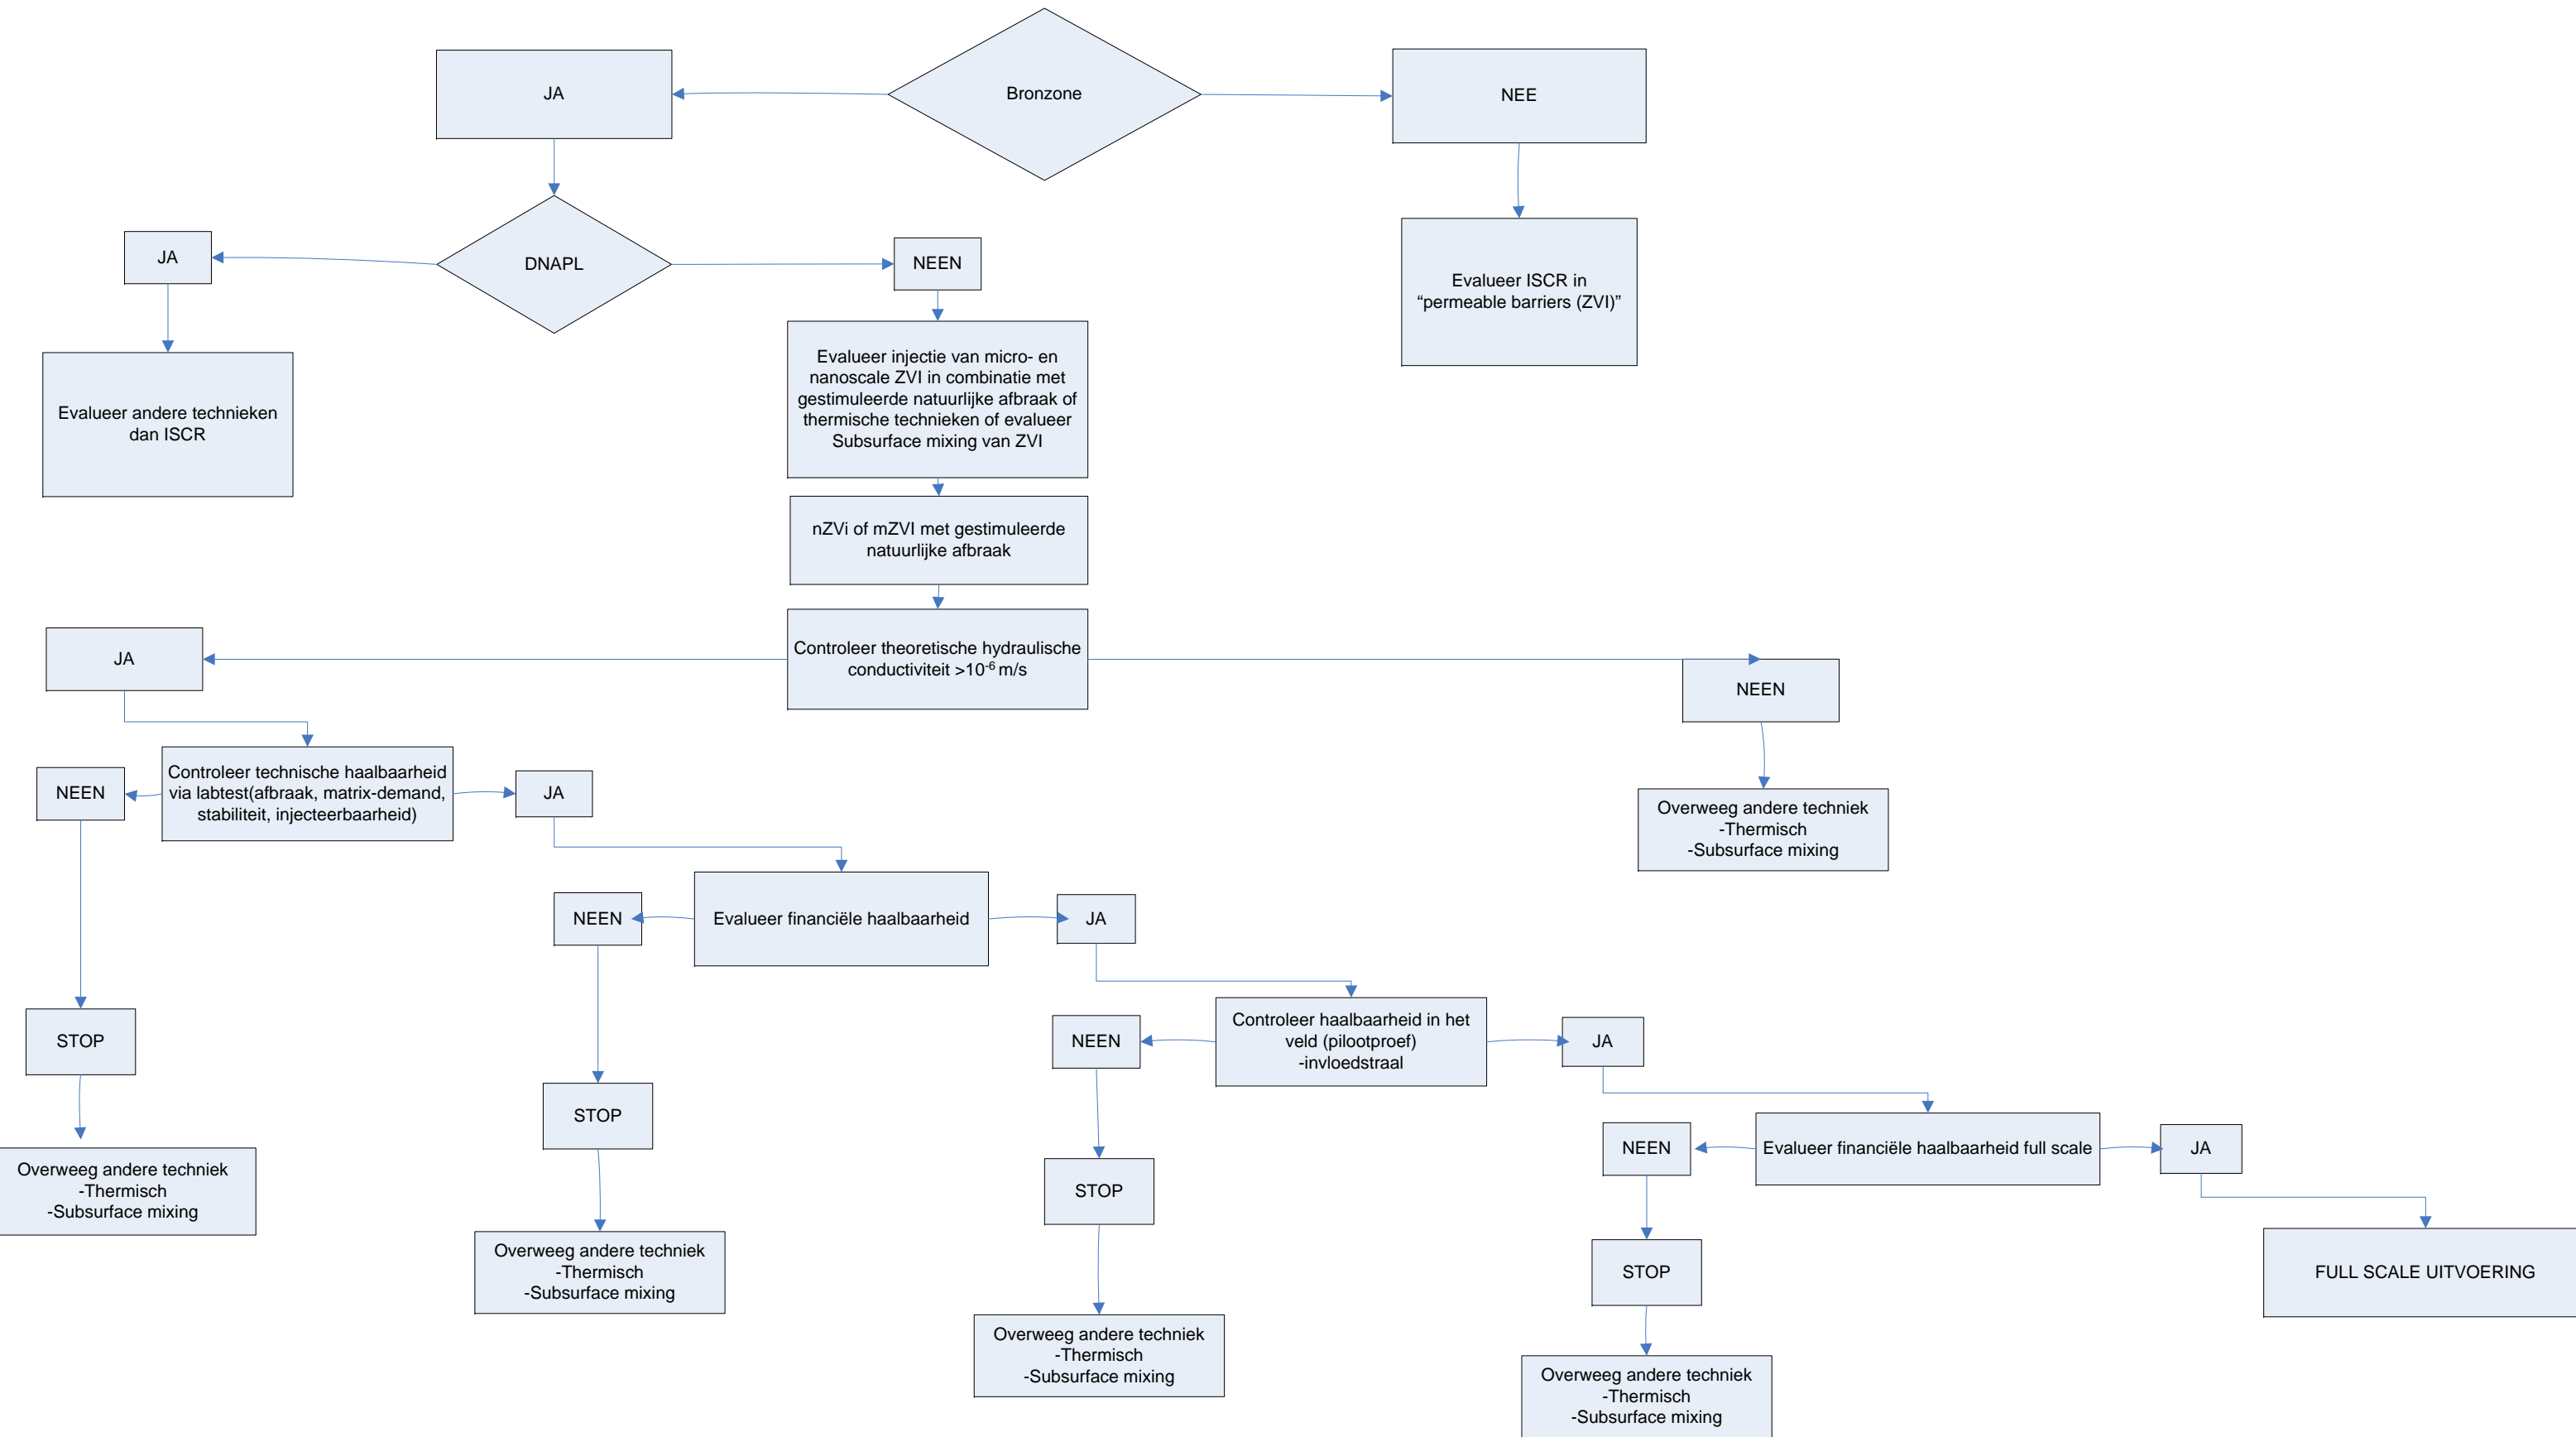 Bronzone
JA
NEE
DNAPL
JA
NEEN
Evalueer ISCR in
“permeable barriers (ZVI)”
Evalueer andere technieken
dan ISCR
Evalueer injectie van micro- en
nanoscale ZVI in combinatie met
gestimuleerde natuurlijke afbraak of
thermische technieken of evalueer
Subsurface mixing van ZVI
nZVi of mZVI met gestimuleerde
natuurlijke afbraak
Controleer theoretische hydraulische
conductiviteit >10⁻⁶ m/s
JA
NEEN
Overweeg andere techniek
-Thermisch
-Subsurface mixing
Controleer technische haalbaarheid
via labtest(afbraak, matrix-demand,
stabiliteit, injecteerbaarheid)
NEEN
JA
STOP
Overweeg andere techniek
-Thermisch
-Subsurface mixing
Evalueer financiële haalbaarheid
NEEN
JA
STOP
Overweeg andere techniek
-Thermisch
-Subsurface mixing
Controleer haalbaarheid in het
veld (pilootproef)
-invloedstraal
NEEN
JA
STOP
Overweeg andere techniek
-Thermisch
-Subsurface mixing
Evalueer financiële haalbaarheid full scale
NEEN
JA
STOP
Overweeg andere techniek
-Thermisch
-Subsurface mixing
FULL SCALE UITVOERING